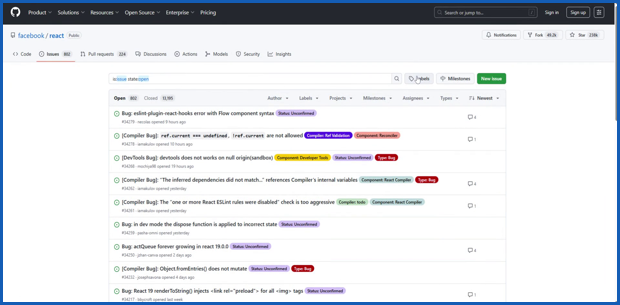 Product Solutions Resources Open Source Enterprise Pricing Search or jump to... Sign in Sign up
facebook / react Public Notifications Fork 49.2k Star 238k
Code Issues 802 Pull requests 224 Discussions Actions Models Security Insights
is:issue state:open Labels Milestones New issue
Open 802 Closed 13,195 Author Labels Projects Milestones Assignees Types Newest
Bug: eslint-plugin-react-hooks error with Flow component syntax Status: Unconfirmed
[Compiler Bug]: ref.current === undefined, !ref.current are not allowed Compiler: Ref Validation Component: Reconciler
[DevTools Bug]: devtools does not works on null origin(sandbox) Component: Developer Tools Status: Unconfirmed Type: Bug
[Compiler Bug]: "The inferred dependencies did not match..." references Compiler's internal variables Component: React Compiler Type: Bug
[Compiler Bug]: The "one or more React ESLint rules were disabled" check is too aggressive Compiler: todo Component: React Compiler
Bug: in dev mode the dispose function is applied to incorrect state Status: Unconfirmed
Bug: actQueue forever growing in react 19.0.0 Status: Unconfirmed
[Compiler Bug]: Object.fromEntries() does not mutate Status: Unconfirmed Type: Bug
Bug: React 19 renderToString() injects <link rel="preload"> for all <img> tags Status: Unconfirmed